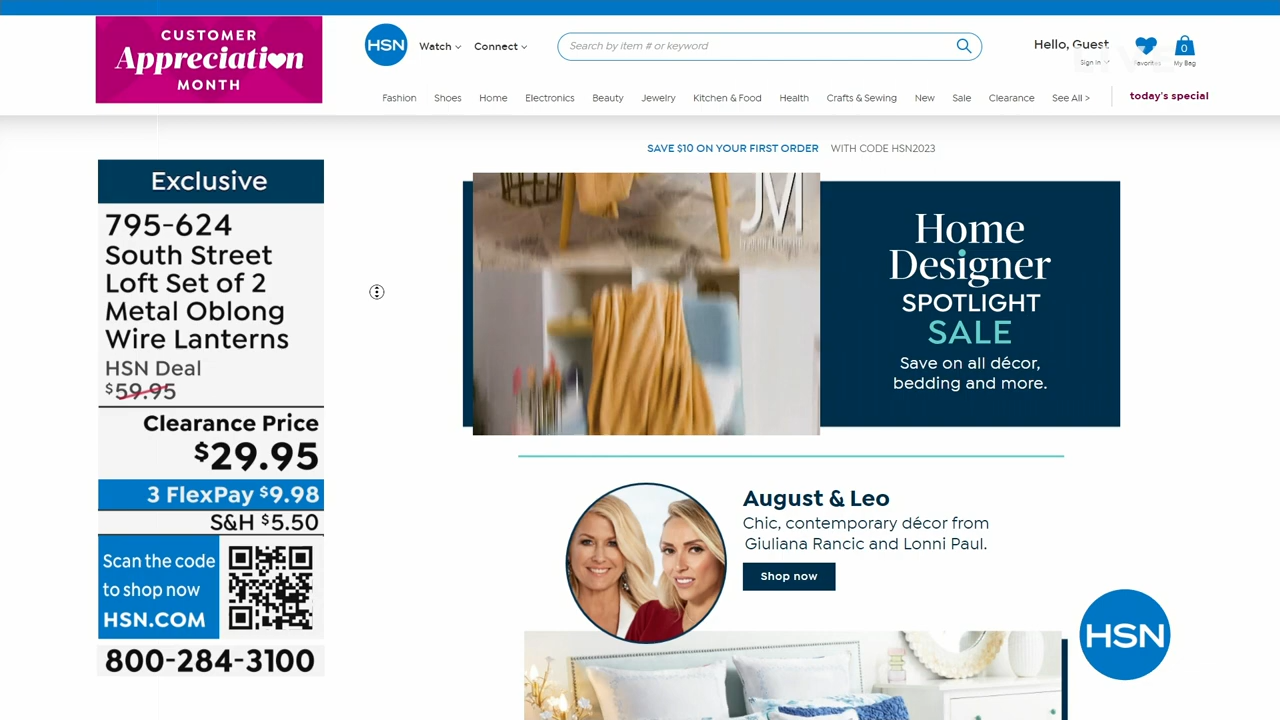 CUSTOMER
Appreciation
MONTH
HSN
Watch
Connect
Search by item # or keyword
Hello, Guest
Sign In
Favorites
0
My Bag
Fashion
Shoes
Home
Electronics
Beauty
Jewelry
Kitchen & Food
Health
Crafts & Sewing
New
Sale
Clearance
See All >
today's special
SAVE $10 ON YOUR FIRST ORDER WITH CODE HSN2023
Exclusive
795-624
South Street
Loft Set of 2
Metal Oblong
Wire Lanterns
HSN Deal
$59.95
Clearance Price
$29.95
3 FlexPay $9.98
S&H $5.50
Scan the code
to shop now
HSN.COM
800-284-3100
JM
Home
Designer
SPOTLIGHT
SALE
Save on all décor,
bedding and more.
August & Leo
Chic, contemporary décor from
Giuliana Rancic and Lonni Paul.
Shop now
HSN